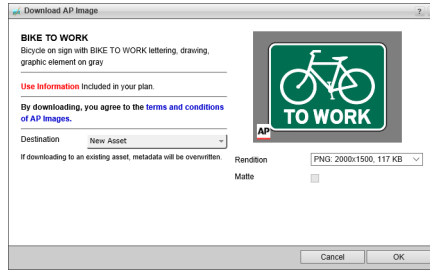 Download AP Image
?
BIKE TO WORK
Bicycle on sign with BIKE TO WORK lettering, drawing,
graphic element on gray
Use Information Included in your plan.
By downloading, you agree to the terms and conditions
of AP Images.
Destination New Asset
If downloading to an existing asset, metadata will be overwritten.
TO WORK
AP
Rendition PNG: 2000x1500, 117 KB
Matte
Cancel OK